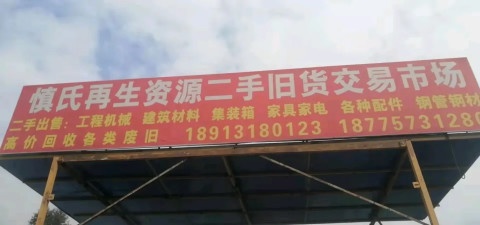 慎氏再生资源二手旧货交易市场
二手出售：工程机械 建筑材料 集装箱 家具家电 各种配件 钢管钢材
高价回收各类废旧 18913180123 18775731280